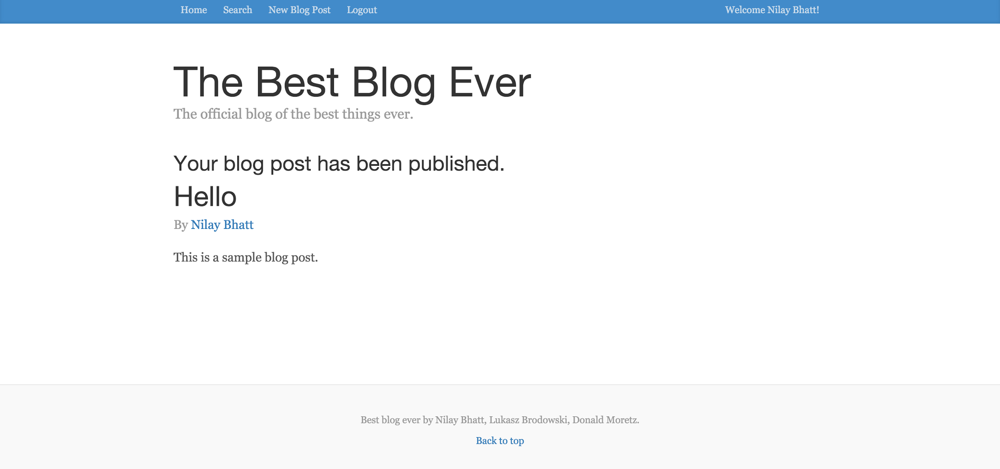 Home Search New Blog Post Logout Welcome Nilay Bhatt!
The Best Blog Ever
The official blog of the best things ever.
Your blog post has been published.
Hello
By Nilay Bhatt
This is a sample blog post.
Best blog ever by Nilay Bhatt, Lukasz Brodowski, Donald Moretz.
Back to top